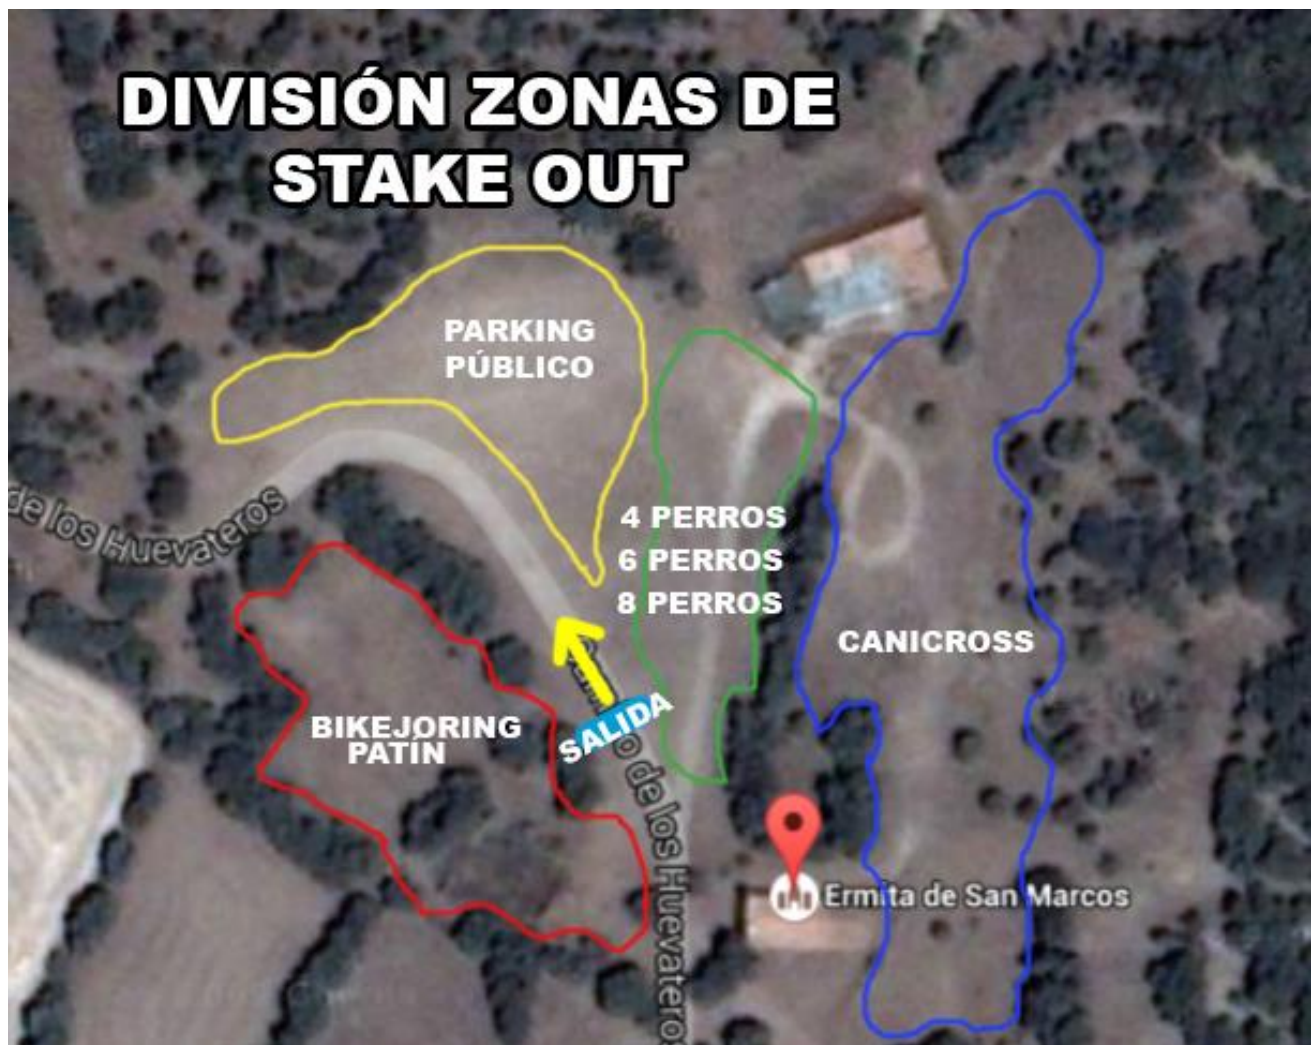 DIVISIÓN ZONAS DE
STAKE OUT
PARKING
PÚBLICO
4 PERROS
6 PERROS
8 PERROS
de los Huevateros
CANICROSS
BIKEJORING
PATÍN
SALIDA
o de los Huevateros
Ermita de San Marcos